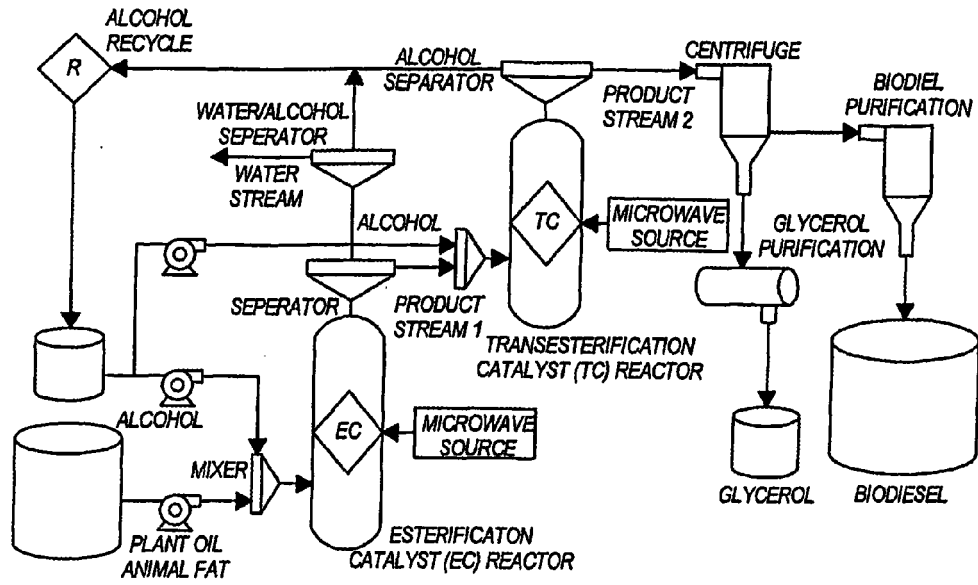 ALCOHOL
RECYCLE
R
ALCOHOL
SEPARATOR
CENTRIFUGE
PRODUCT
STREAM 2
BIODIEL
PURIFICATION
WATER/ALCOHOL
SEPERATOR
WATER
STREAM
TC
MICROWAVE
SOURCE
GLYCEROL
PURIFICATION
ALCOHOL
SEPERATOR
PRODUCT
STREAM 1
TRANSESTERIFICATION
CATALYST (TC) REACTOR
ALCOHOL
EC
MICROWAVE
SOURCE
MIXER
GLYCEROL
BIODIESEL
PLANT OIL
ANIMAL FAT
ESTERIFICATON
CATALYST (EC) REACTOR